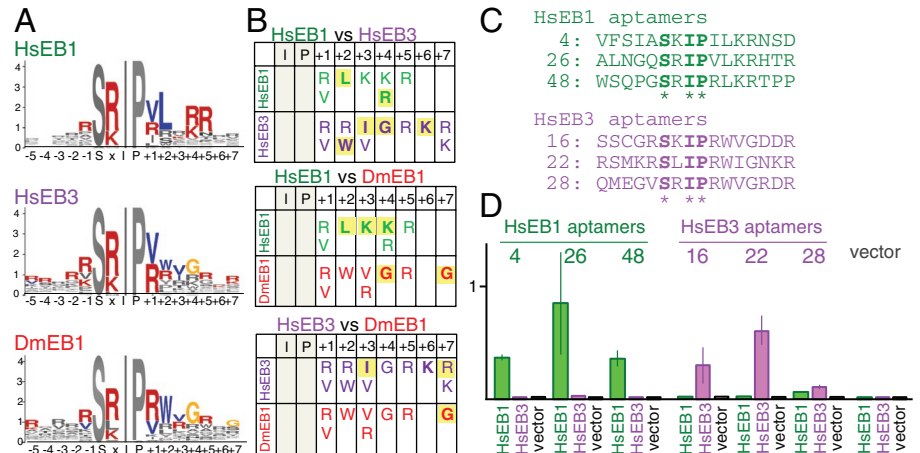 A
HsEB1
4
3
2
1
0
S R I P V L R R
K R
-5 -4 -3 -2 -1 S x I P +1+2+3+4+5+6+7
HsEB3
4
3
2
1
0
S R I P V W Y G R
K R
-5 -4 -3 -2 -1 S x I P +1+2+3+4+5+6+7
DmEB1
4
3
2
1
0
S R I P R W V G R
K V
-5 -4 -3 -2 -1 S x I P +1+2+3+4+5+6+7
B
HsEB1 vs HsEB3
I P +1 +2 +3 +4 +5 +6 +7
HsEB1 R L K K R
V R
HsEB3 R R I G R K R
V W V K
HsEB1 vs DmEB1
I P +1 +2 +3 +4 +5 +6 +7
HsEB1 R L K K R
V R
DmEB1 R W V G R G
V R
HsEB3 vs DmEB1
I P +1 +2 +3 +4 +5 +6 +7
HsEB3 R R I G R K R
V W V K
DmEB1 R W V G R G
V R
C
HsEB1 aptamers
4: VFSIASKIPILKRNSD
26: ALNGQSRIPVLKRHTR
48: WSQPGSRIPRLKRTPP
* **
HsEB3 aptamers
16: SSCGRSKIPRWVGDDR
22: RSMKRSLIPRWIGNKR
28: QMEGVSRIPRWVGRDR
* **
D
HsEB1 aptamers HsEB3 aptamers
4 26 48 16 22 28 vector
1
HsEB1 HsEB3 vector HsEB1 HsEB3 vector HsEB1 HsEB3 vector HsEB1 HsEB3 vector HsEB1 HsEB3 vector HsEB1 HsEB3 vector HsEB1 HsEB3 vector